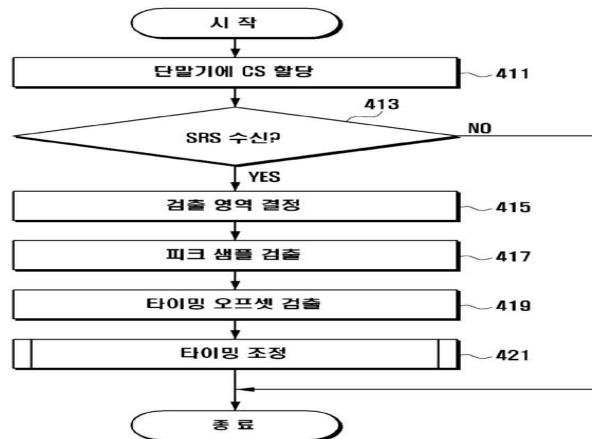 시 작
단말기에 CS 할당
411
413
SRS 수신?
NO
YES
검출 영역 결정
415
피크 샘플 검출
417
타이밍 오프셋 검출
419
타이밍 조정
421
종 료